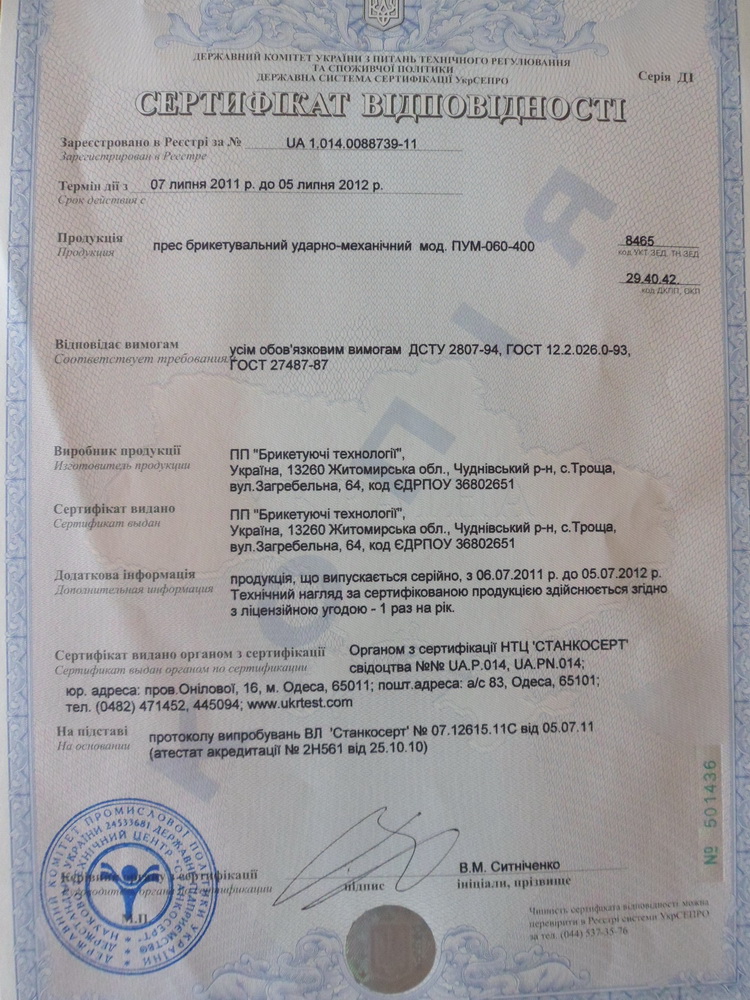 ДЕРЖАВНИЙ КОМІТЕТ УКРАЇНИ З ПИТАНЬ ТЕХНІЧНОГО РЕГУЛЮВАННЯ
ТА СПОЖИВЧОЇ ПОЛІТИКИ
ДЕРЖАВНА СИСТЕМА СЕРТИФІКАЦІЇ УкрСЕПРО
Серія ДІ
СЕРТИФІКАТ ВІДПОВІДНОСТІ
Зареєстровано в Реєстрі за № UA 1.014.0088739-11
Зарегистрирован в Реестре
Термін дії з 07 липня 2011 р. до 05 липня 2012 р.
Срок действия с
Продукція прес брикетувальний ударно-механічний мод. ПУМ-060-400 8465
Продукция код УКТ ЗЕД, ТН ЗЕД
29.40.42.
код ДКПП, ОКП
Відповідає вимогам усім обов'язковим вимогам ДСТУ 2807-94, ГОСТ 12.2.026.0-93,
Соответствует требованиям ГОСТ 27487-87
КОПІЯ
Виробник продукції ПП "Брикетуючі технології",
Изготовитель продукции Україна, 13260 Житомирська обл., Чуднівський р-н, с.Троща,
вул.Загребельна, 64, код ЄДРПОУ 36802651
Сертифікат видано ПП "Брикетуючі технології",
Сертификат выдан Україна, 13260 Житомирська обл., Чуднівський р-н, с.Троща,
вул.Загребельна, 64, код ЄДРПОУ 36802651
Додаткова інформація продукція, що випускається серійно, з 06.07.2011 р. до 05.07.2012 р.
Дополнительная информация Технічний нагляд за сертифікованою продукцією здійснюється згідно
з ліцензійною угодою - 1 раз на рік.
Сертифікат видано органом з сертифікації Органом з сертифікації НТЦ 'СТАНКОСЕРТ'
Сертификат выдан органом по сертификации свідоцтва №№ UA.P.014, UA.PN.014;
юр. адреса: пров.Онілової, 16, м. Одеса, 65011; пошт.адреса: а/с 83, Одеса, 65101;
тел. (0482) 471452, 445094; www.ukrtest.com
На підставі протоколу випробувань ВЛ 'Станкосерт' № 07.12615.11С від 05.07.11
На основании (атестат акредитації № 2Н561 від 25.10.10)
№ 501436
Керівник органу з сертифікації В.М. Ситніченко
Руководитель органа по сертификации підпис ініціали, прізвище
М.П.
Чинність сертифіката відповідності можна
перевірити в Реєстрі системи УкрСЕПРО
за тел. (044) 537-35-76